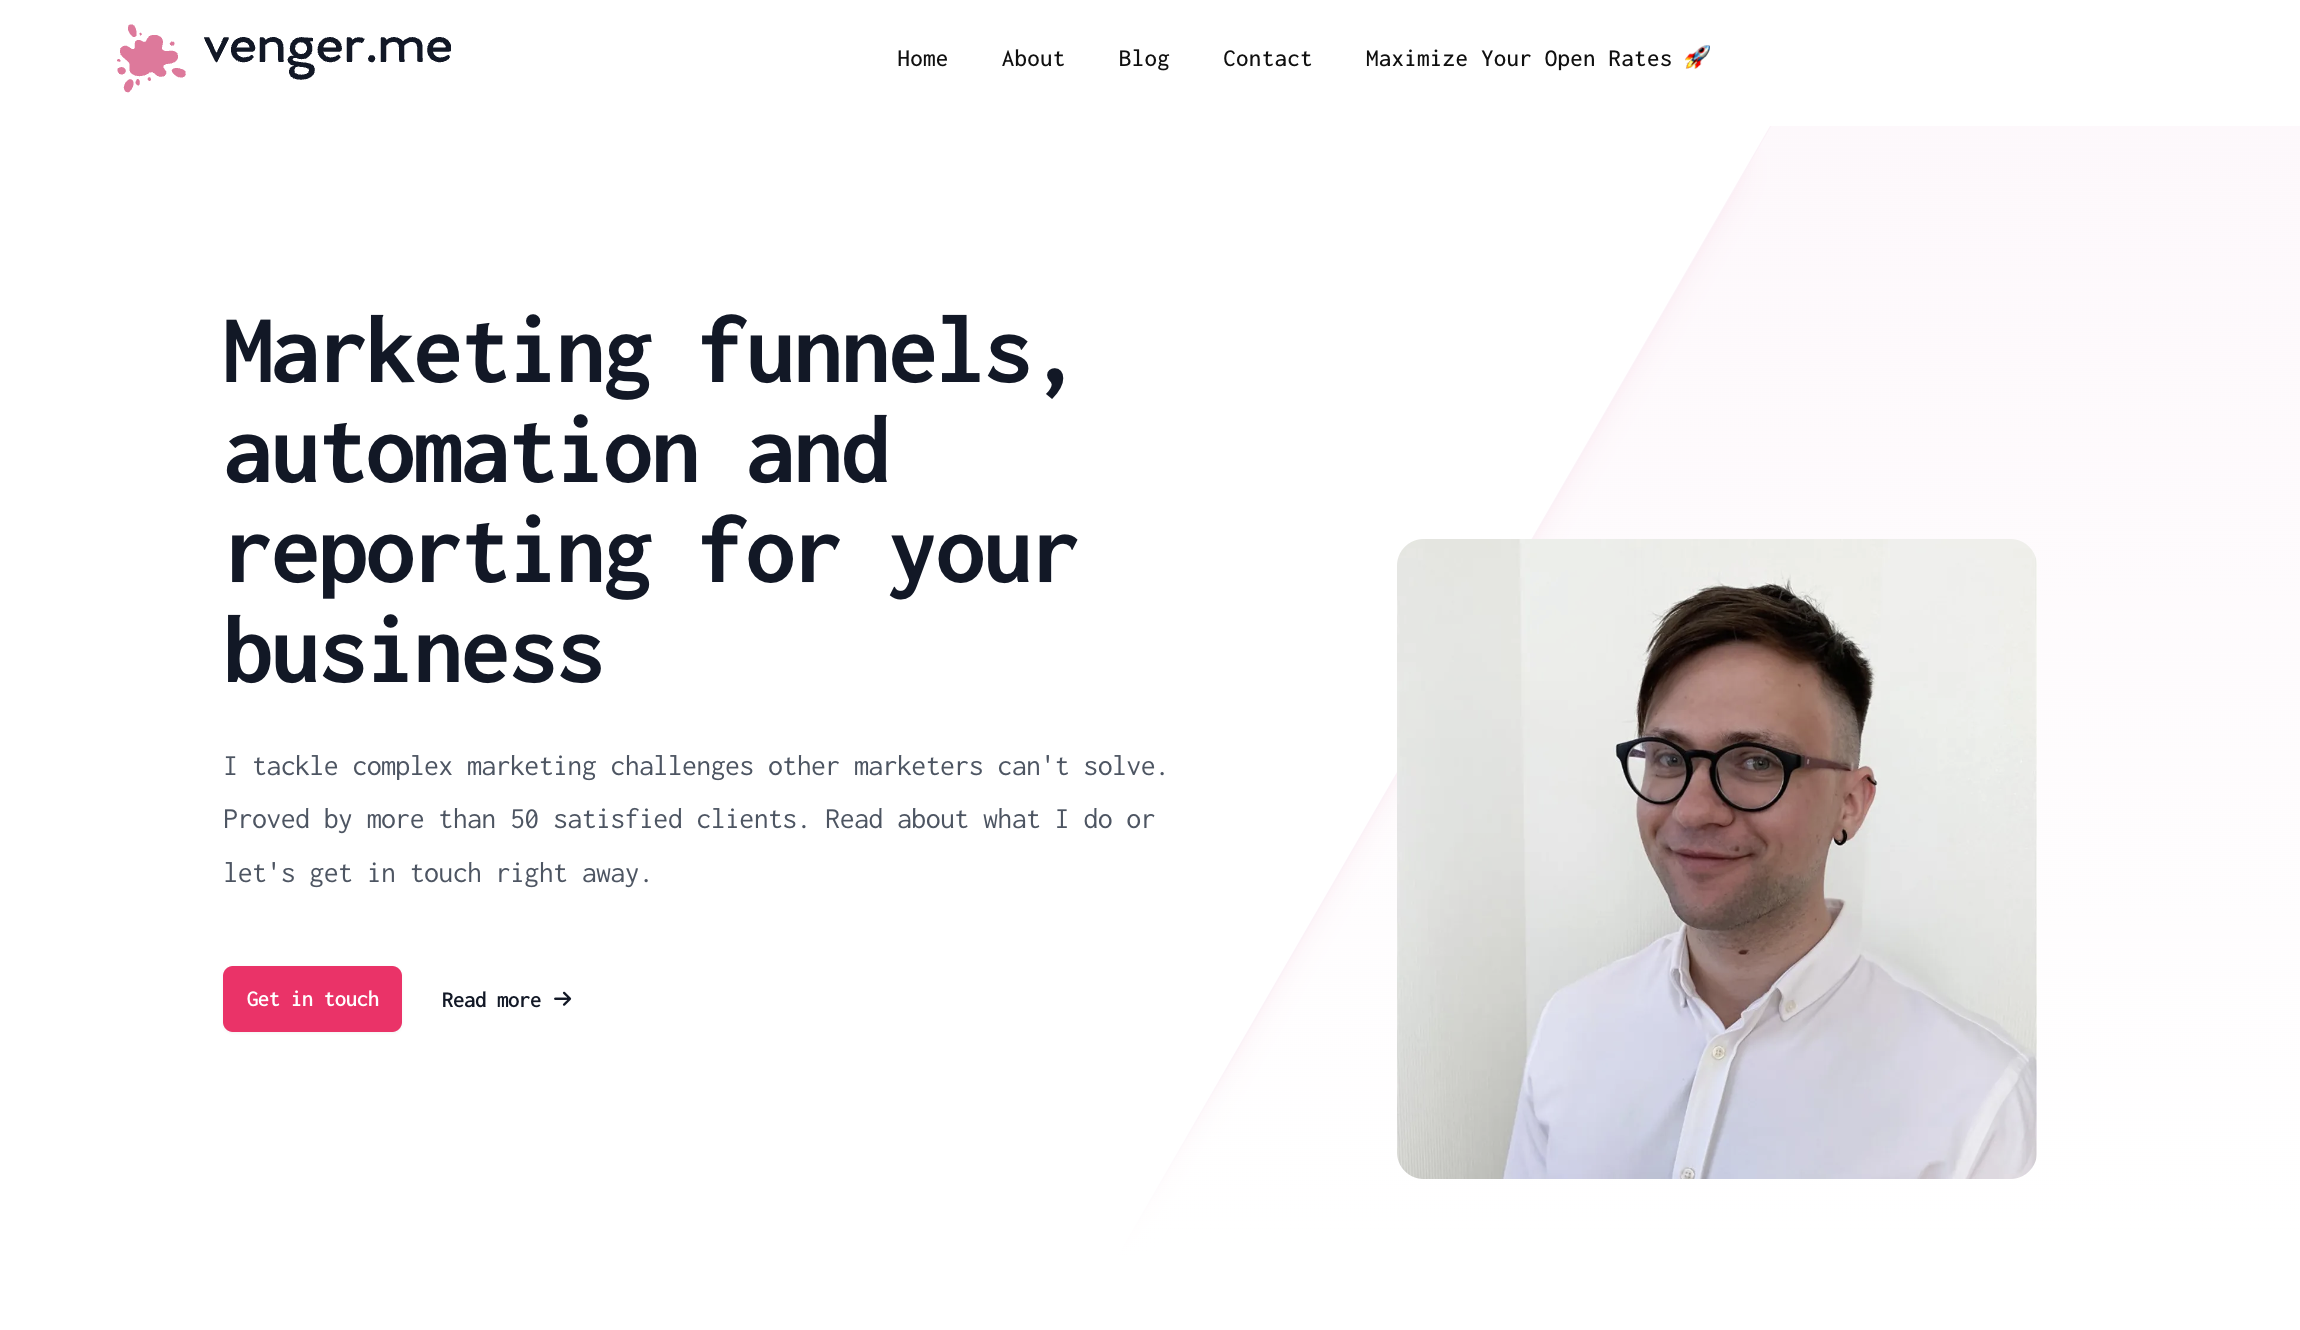 venger.me
Home
About
Blog
Contact
Maximize Your Open Rates 🚀
Marketing funnels,
automation and
reporting for your
business
I tackle complex marketing challenges other marketers can't solve.
Proved by more than 50 satisfied clients. Read about what I do or
let's get in touch right away.
Get in touch
Read more →